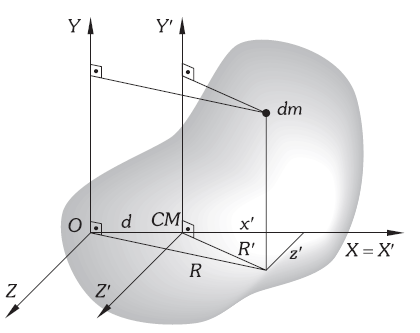 Y Y′
dm
O d CM x′
R′ z′ X = X′
R
Z Z′